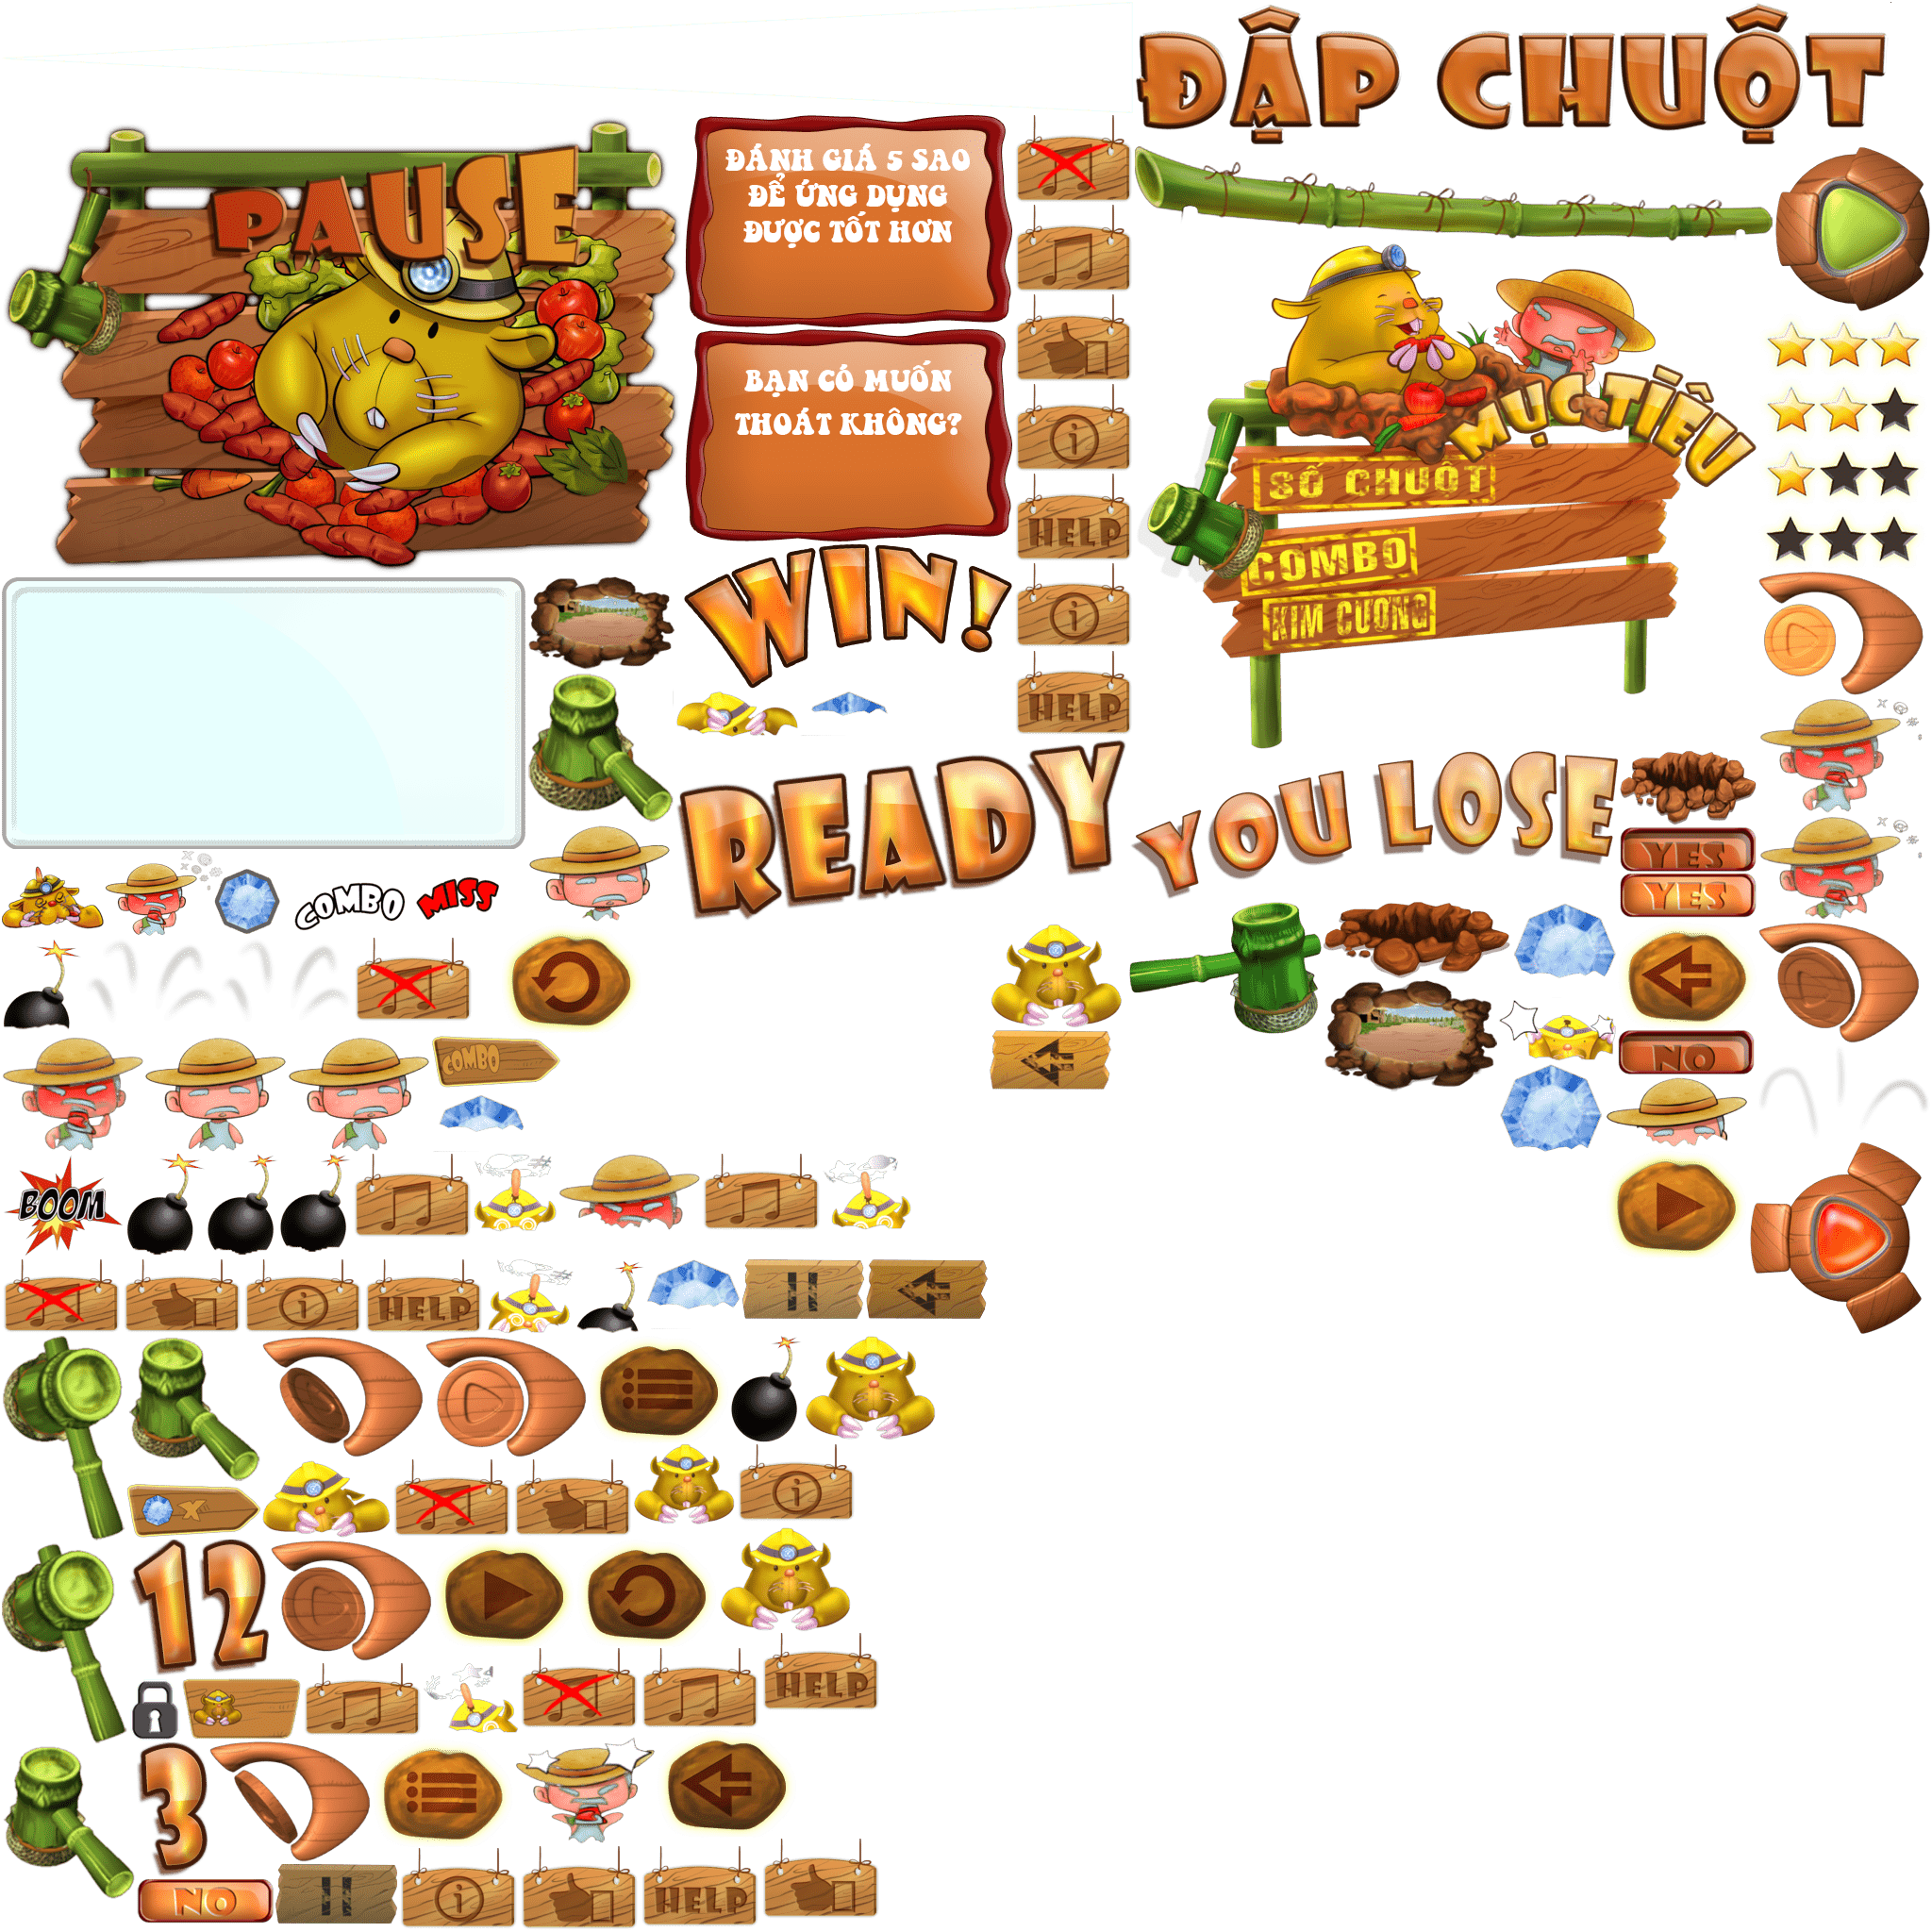 ĐẬP CHUỘT
PAUSE
ĐÁNH GIÁ 5 SAO
ĐỂ ỨNG DỤNG
ĐƯỢC TỐT HƠN
BẠN CÓ MUỐN
THOÁT KHÔNG?
HELP
HELP
MỤC TIÊU
SỐ CHUỘT
COMBO
KIM CUONG
WIN!
READY
YOU LOSE
YES
YES
COMBO
MISS
NO
COMBO
BOOM
HELP
X
12
HELP
3
NO
HELP